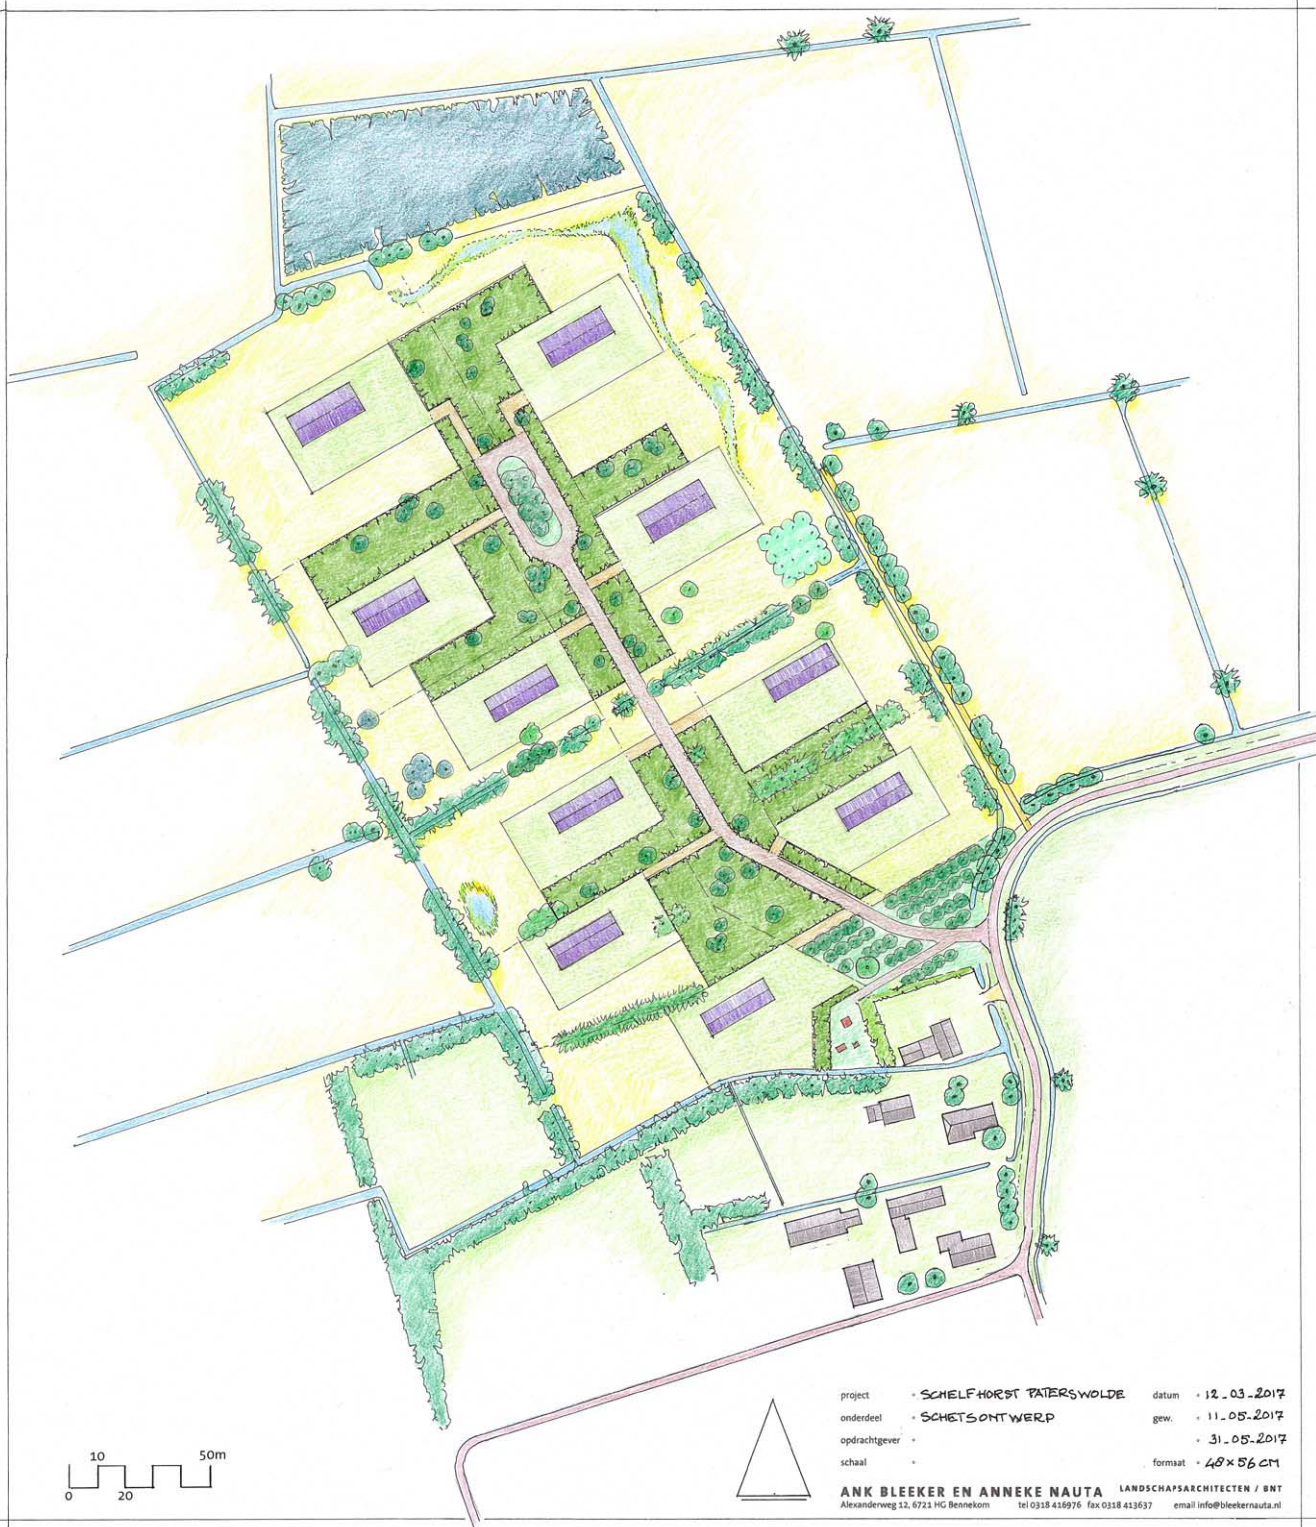 10 50m
0 20
project • SCHELFHORST PATERSWOLDE datum • 12-03-2017
onderdeel • SCHETSONTWERP gew. • 11-05-2017
opdrachtgever • • 31-05-2017
schaal • formaat • 48×56 CM
ANK BLEEKER EN ANNEKE NAUTA LANDSCHAPSARCHITECTEN / BNT
Alexanderweg 12, 6721 HG Bennekom tel 0318 416976 fax 0318 413637 email info@bleekernauta.nl